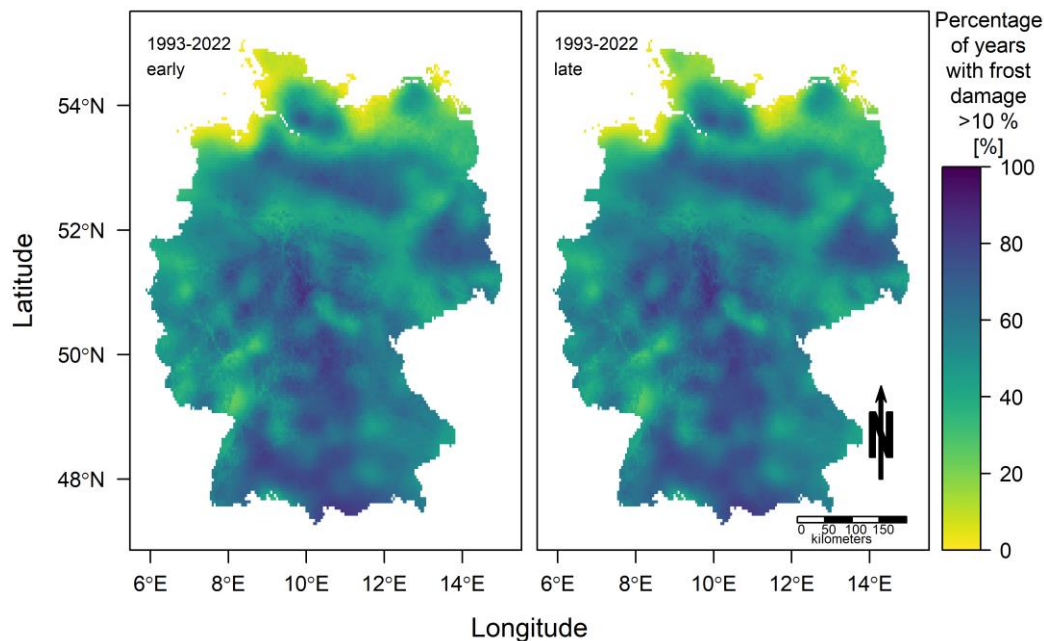 1993-2022
early
1993-2022
late
Percentage
of years
with frost
damage
>10 %
[%]
100
80
60
40
20
0
Latitude
54°N
52°N
50°N
48°N
N
0 50 100 150
kilometers
6°E 8°E 10°E 12°E 14°E
6°E 8°E 10°E 12°E 14°E
Longitude